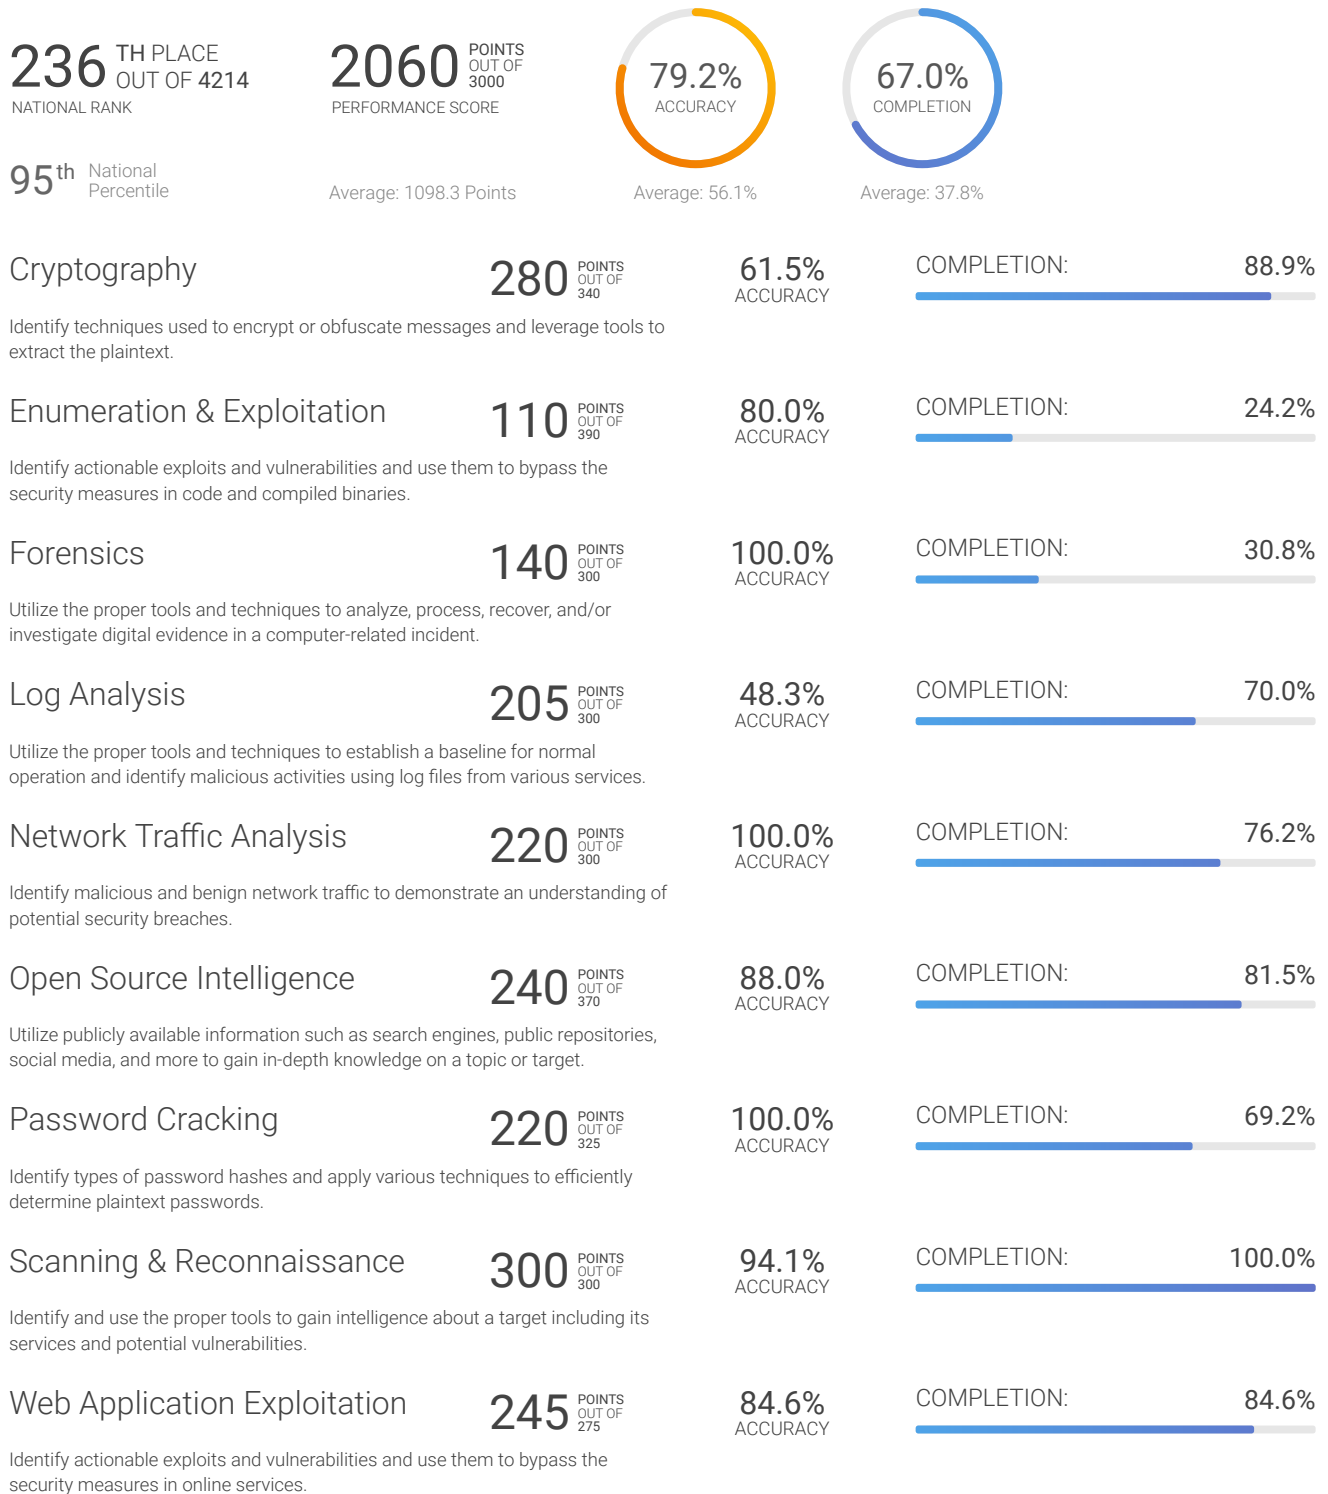 236 TH PLACE
OUT OF 4214
NATIONAL RANK
2060 POINTS
OUT OF
3000
PERFORMANCE SCORE
79.2%
ACCURACY
67.0%
COMPLETION
95th National
Percentile
Average: 1098.3 Points
Average: 56.1%
Average: 37.8%
Cryptography
280 POINTS
OUT OF
340
61.5%
ACCURACY
COMPLETION: 88.9%
Identify techniques used to encrypt or obfuscate messages and leverage tools to
extract the plaintext.
Enumeration & Exploitation
110 POINTS
OUT OF
390
80.0%
ACCURACY
COMPLETION: 24.2%
Identify actionable exploits and vulnerabilities and use them to bypass the
security measures in code and compiled binaries.
Forensics
140 POINTS
OUT OF
300
100.0%
ACCURACY
COMPLETION: 30.8%
Utilize the proper tools and techniques to analyze, process, recover, and/or
investigate digital evidence in a computer-related incident.
Log Analysis
205 POINTS
OUT OF
300
48.3%
ACCURACY
COMPLETION: 70.0%
Utilize the proper tools and techniques to establish a baseline for normal
operation and identify malicious activities using log files from various services.
Network Traffic Analysis
220 POINTS
OUT OF
300
100.0%
ACCURACY
COMPLETION: 76.2%
Identify malicious and benign network traffic to demonstrate an understanding of
potential security breaches.
Open Source Intelligence
240 POINTS
OUT OF
370
88.0%
ACCURACY
COMPLETION: 81.5%
Utilize publicly available information such as search engines, public repositories,
social media, and more to gain in-depth knowledge on a topic or target.
Password Cracking
220 POINTS
OUT OF
325
100.0%
ACCURACY
COMPLETION: 69.2%
Identify types of password hashes and apply various techniques to efficiently
determine plaintext passwords.
Scanning & Reconnaissance
300 POINTS
OUT OF
300
94.1%
ACCURACY
COMPLETION: 100.0%
Identify and use the proper tools to gain intelligence about a target including its
services and potential vulnerabilities.
Web Application Exploitation
245 POINTS
OUT OF
275
84.6%
ACCURACY
COMPLETION: 84.6%
Identify actionable exploits and vulnerabilities and use them to bypass the
security measures in online services.